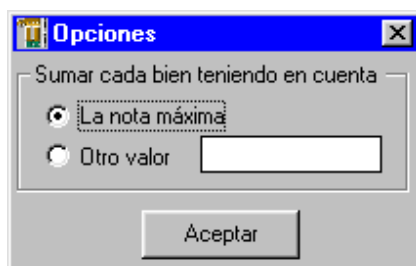 Opciones
Sumar cada bien teniendo en cuenta
La nota máxima
Otro valor
Aceptar